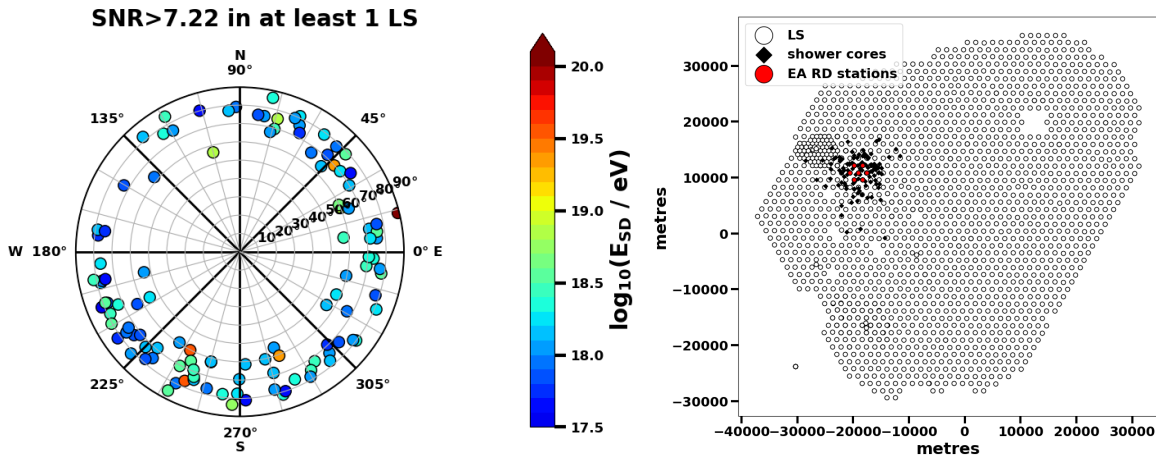 SNR>7.22 in at least 1 LS
N
90°
135°
45°
W 180°
0° E
225°
305°
270°
S
10°
20°
30°
40°
50°
60°
70°
80°
90°
20.0
19.5
19.0
18.5
18.0
17.5
log₁₀(E_SD / eV)
LS
shower cores
EA RD stations
metres
30000
20000
10000
0
−10000
−20000
−30000
−40000 −30000 −20000 −10000 0 10000 20000 30000
metres